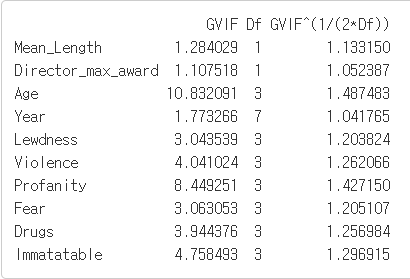 GVIF Df GVIF^(1/(2*Df))
Mean_Length 1.284029 1 1.133150
Director_max_award 1.107518 1 1.052387
Age 10.832091 3 1.487483
Year 1.773266 7 1.041765
Lewdness 3.043539 3 1.203824
Violence 4.041024 3 1.262066
Profanity 8.449251 3 1.427150
Fear 3.063053 3 1.205107
Drugs 3.944376 3 1.256984
Immatatable 4.758493 3 1.296915